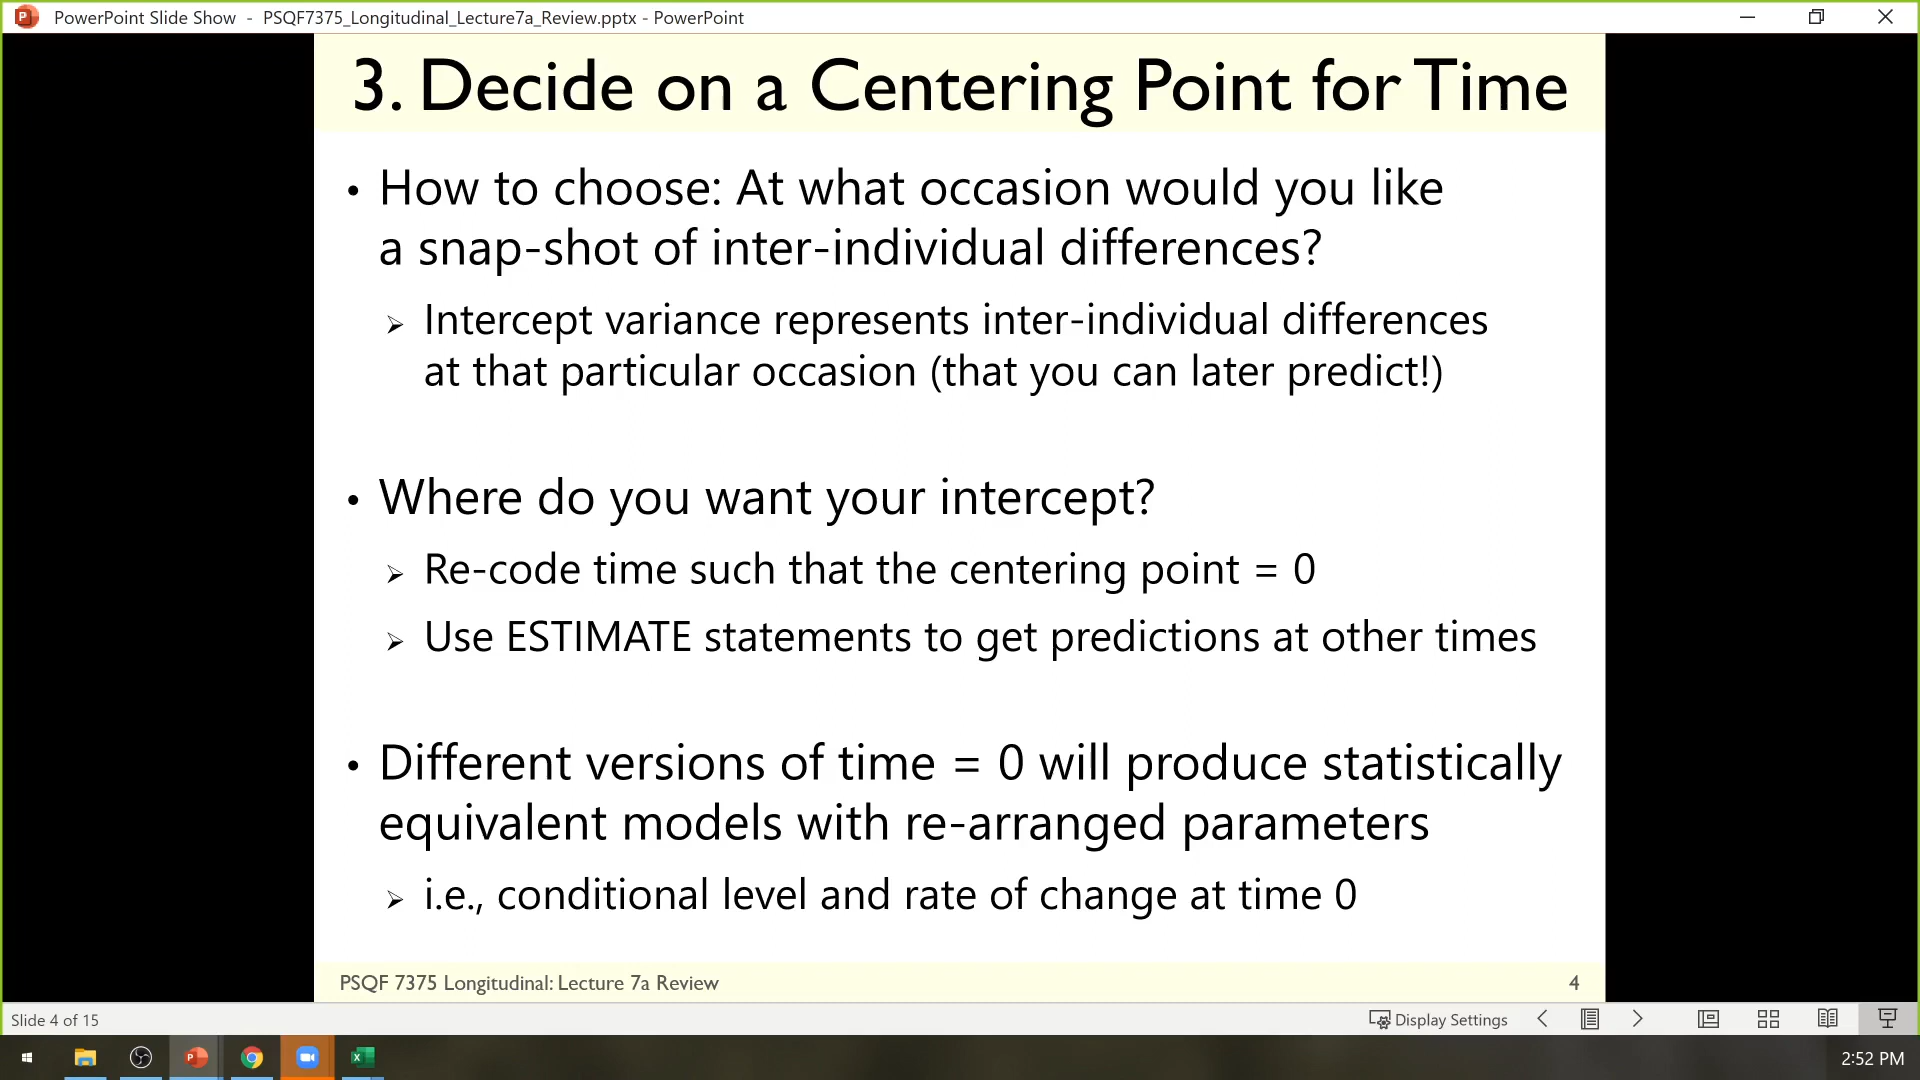 PowerPoint Slide Show - PSQF7375_Longitudinal_Lecture7a_Review.pptx - PowerPoint
3. Decide on a Centering Point for Time
• How to choose: At what occasion would you like
a snap-shot of inter-individual differences?
➢ Intercept variance represents inter-individual differences
at that particular occasion (that you can later predict!)
• Where do you want your intercept?
➢ Re-code time such that the centering point = 0
➢ Use ESTIMATE statements to get predictions at other times
• Different versions of time = 0 will produce statistically
equivalent models with re-arranged parameters
➢ i.e., conditional level and rate of change at time 0
PSQF 7375 Longitudinal: Lecture 7a Review 4
Slide 4 of 15 Display Settings
2:52 PM